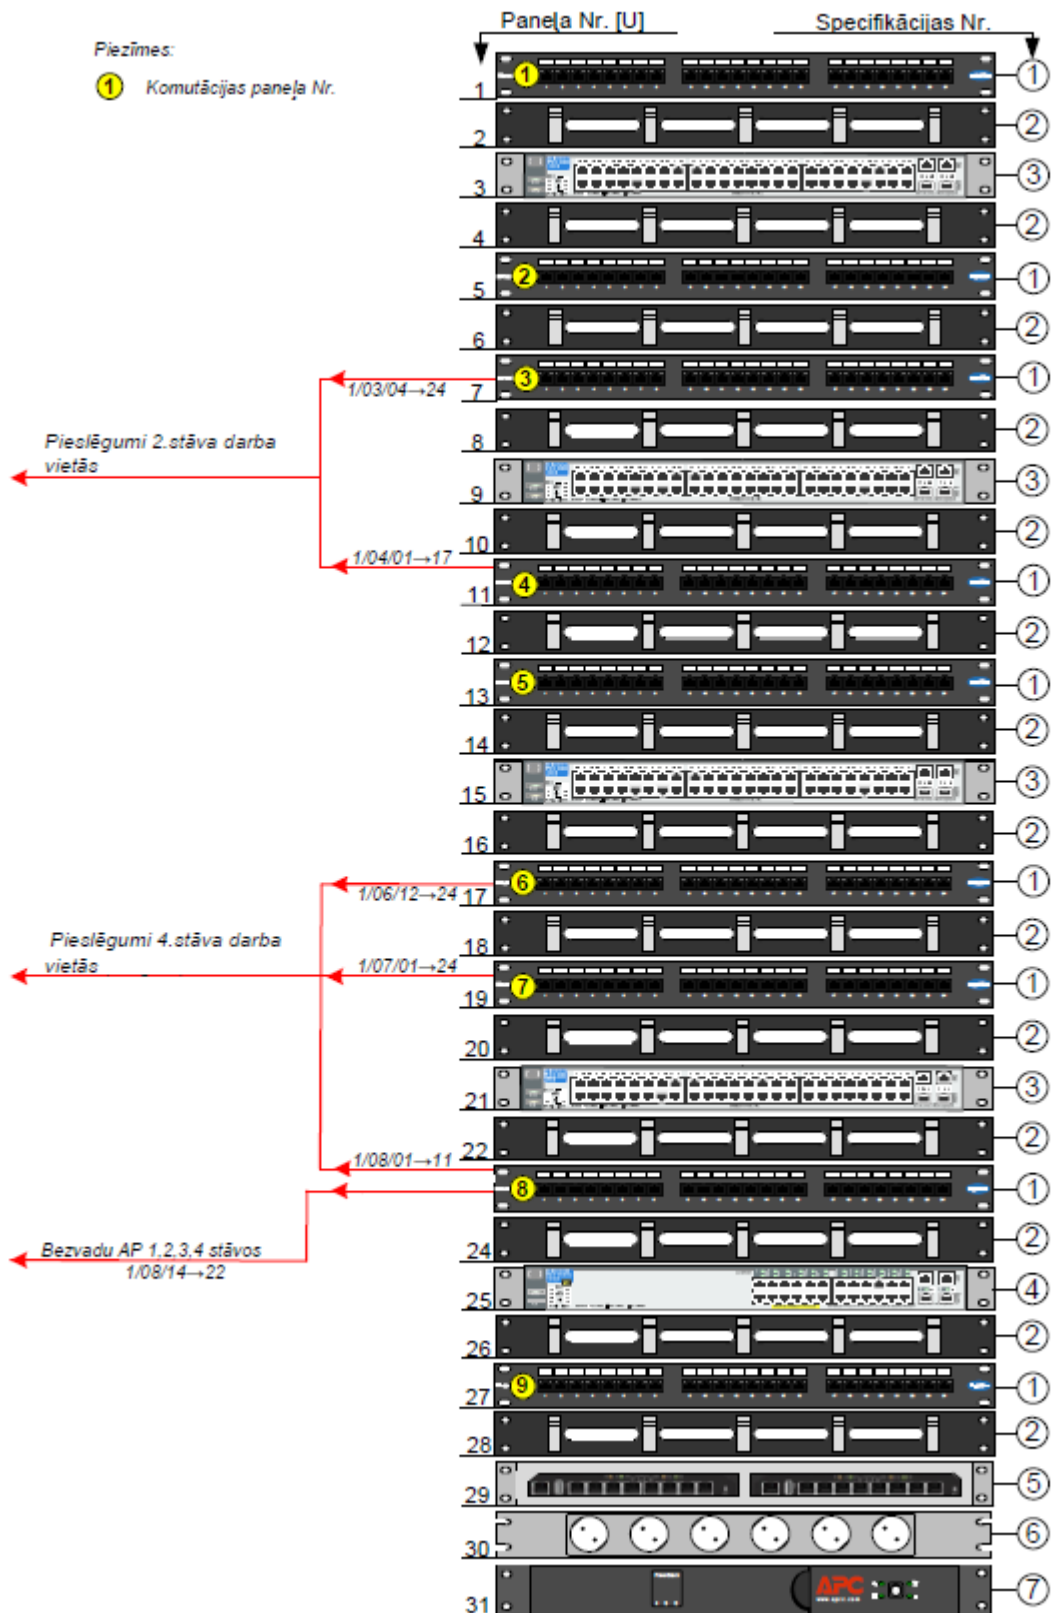 Paneļa Nr. [U]
Specifikācijas Nr.
Piezīmes:
1 Komutācijas paneļa Nr.
1 1 1
2 2
3 3
4 2
5 2 1
6 2
1/03/04→24 7 3 1
8 2
Pieslēgumi 2.stāva darba
vietās
9 3
10 2
1/04/01→17
11 4 1
12 2
13 5 1
14 2
15 3
16 2
1/06/12→24 17 6 1
18 2
Pieslēgumi 4.stāva darba
vietās
1/07/01→24
19 7 1
20 2
21 3
22 2
1/08/01→11
8 1
24 2
Bezvadu AP 1,2,3,4 stāvos
1/08/14→22
25 4
26 2
27 9 1
28 2
29 5
30 6
31 APC 7
www.apcc.com